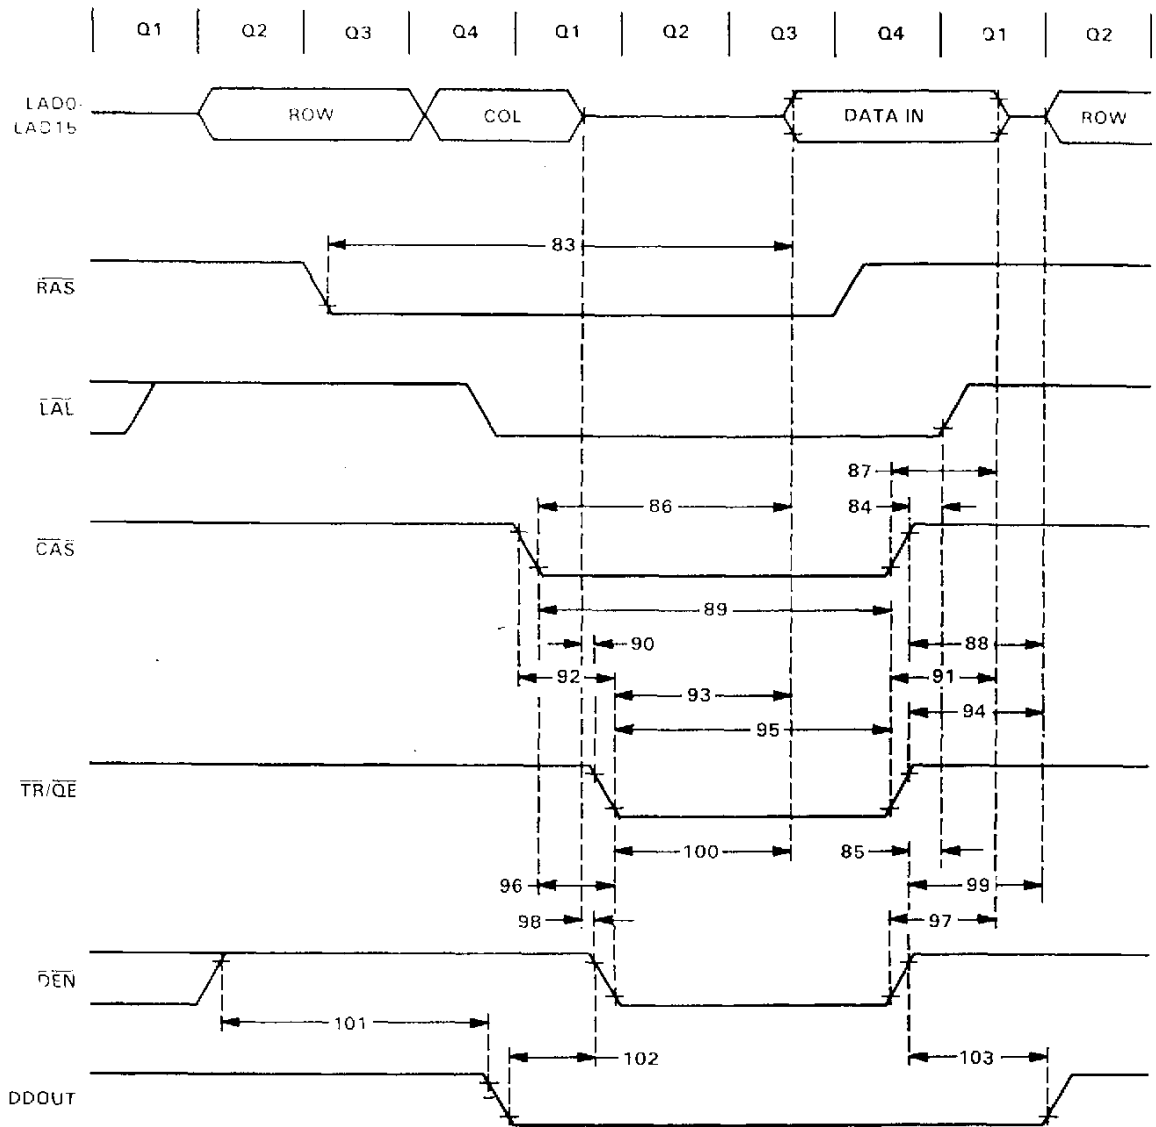 Q1 Q2 Q3 Q4 Q1 Q2 Q3 Q4 Q1 Q2
LAD0-
LAD15
ROW COL DATA IN ROW
83
RAS
LAL
87
86 84
CAS
89
90 88
92 91
93
94
95
TR/QE
100 85
96 99
98 97
DEN
101
102 103
DDOUT